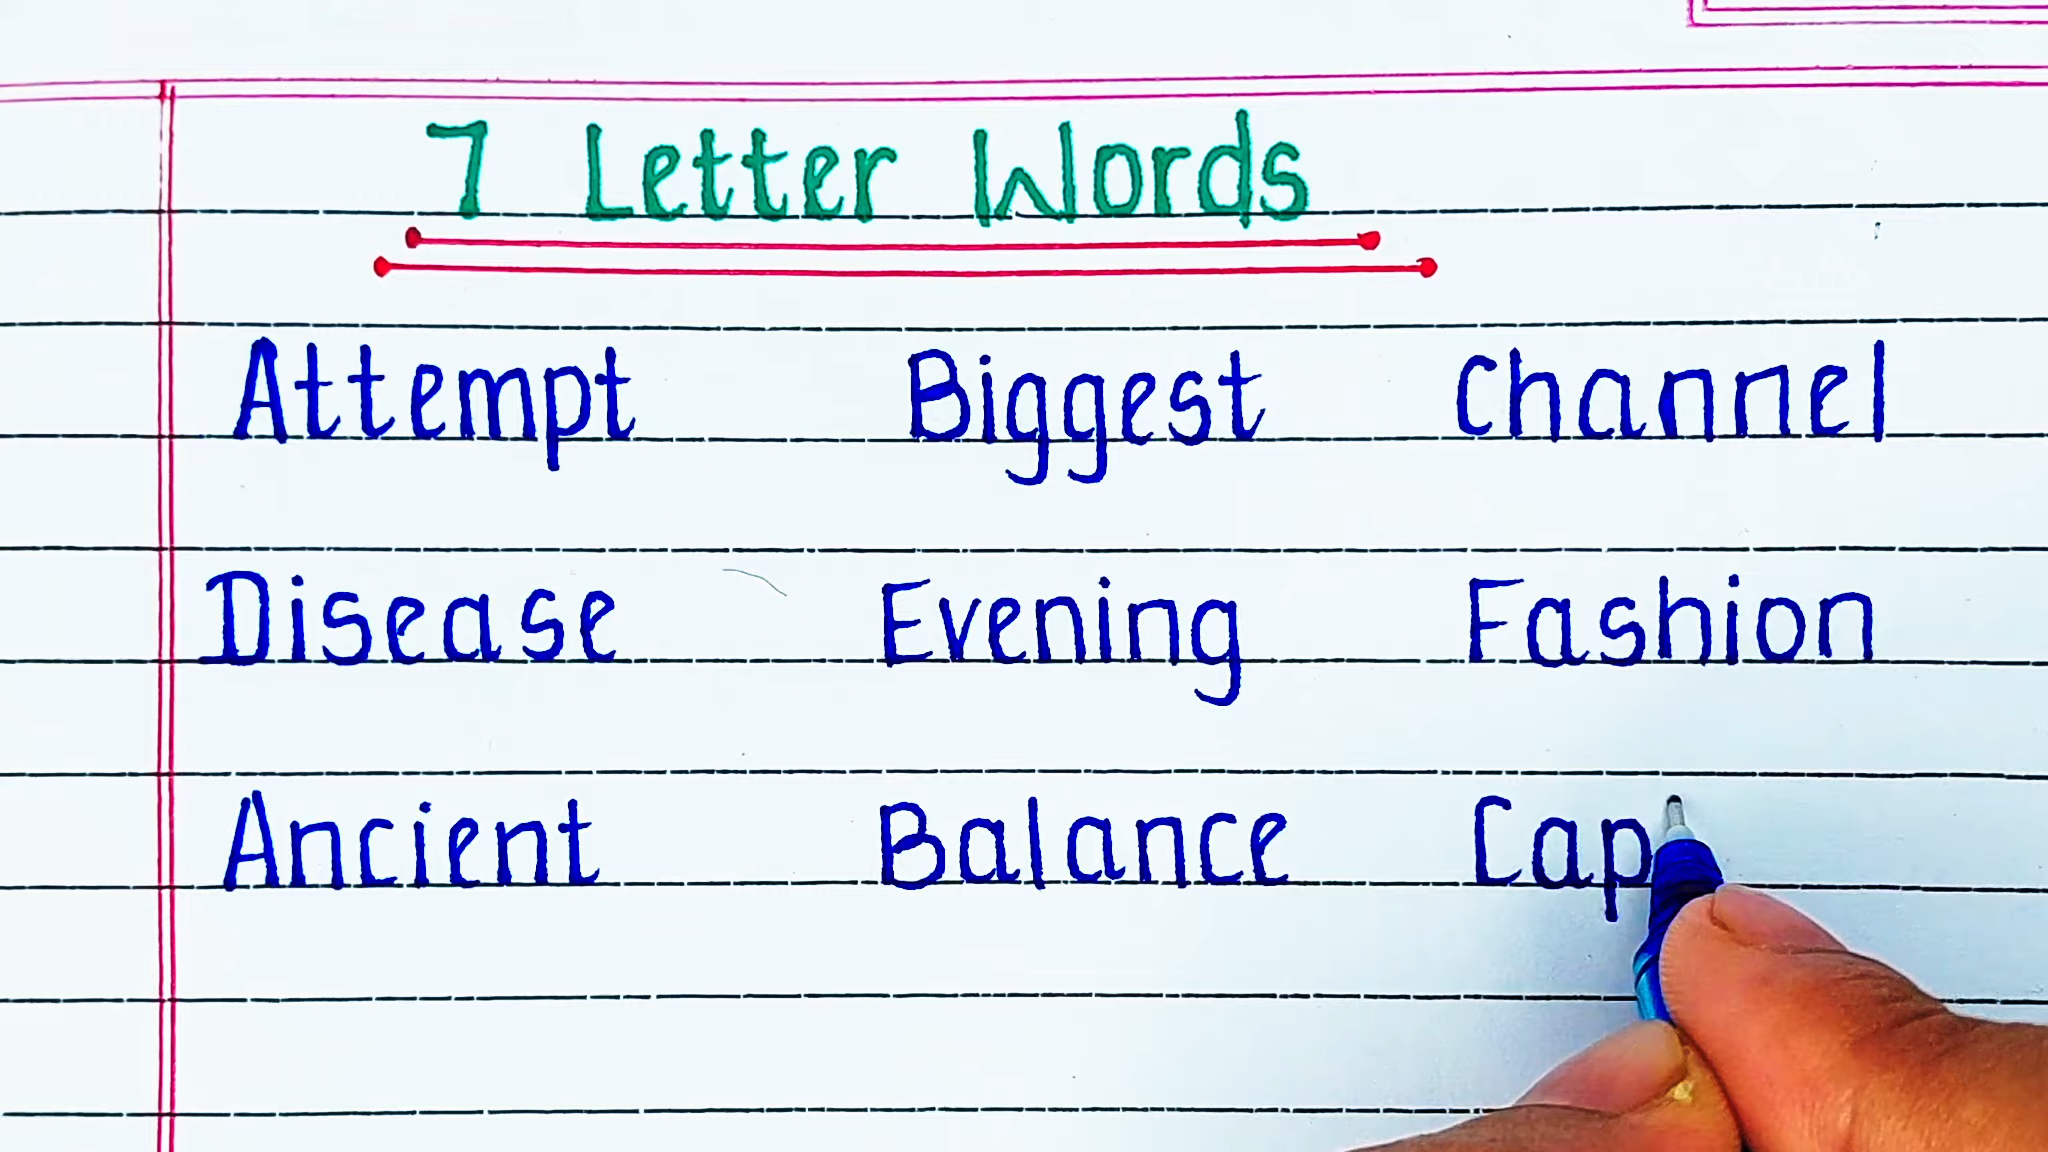 7 Letter Words
Attempt Biggest Channel
Disease Evening Fashion
Ancient Balance Cap